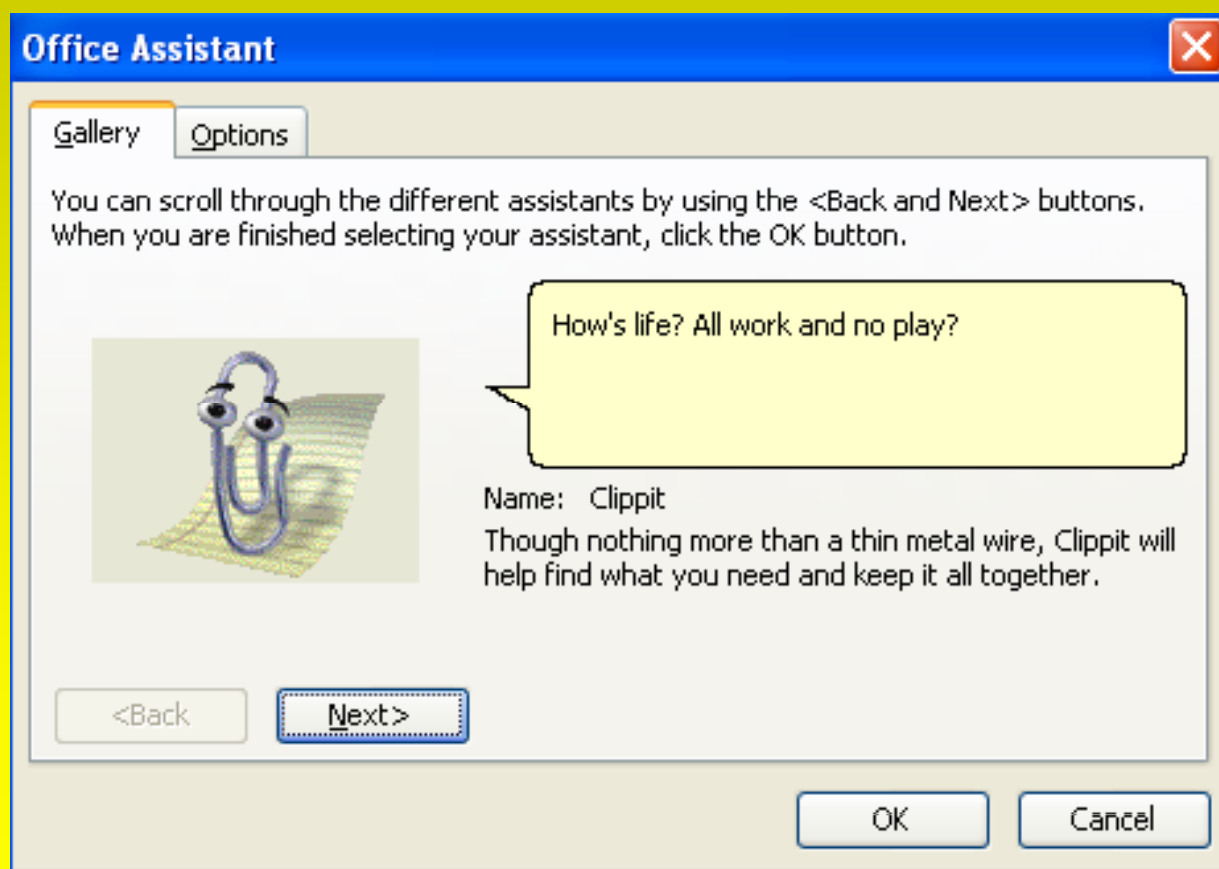 Office Assistant
Gallery
Options
You can scroll through the different assistants by using the <Back and Next> buttons.
When you are finished selecting your assistant, click the OK button.
How's life? All work and no play?
Name: Clippit
Though nothing more than a thin metal wire, Clippit will
help find what you need and keep it all together.
<Back
Next>
OK
Cancel